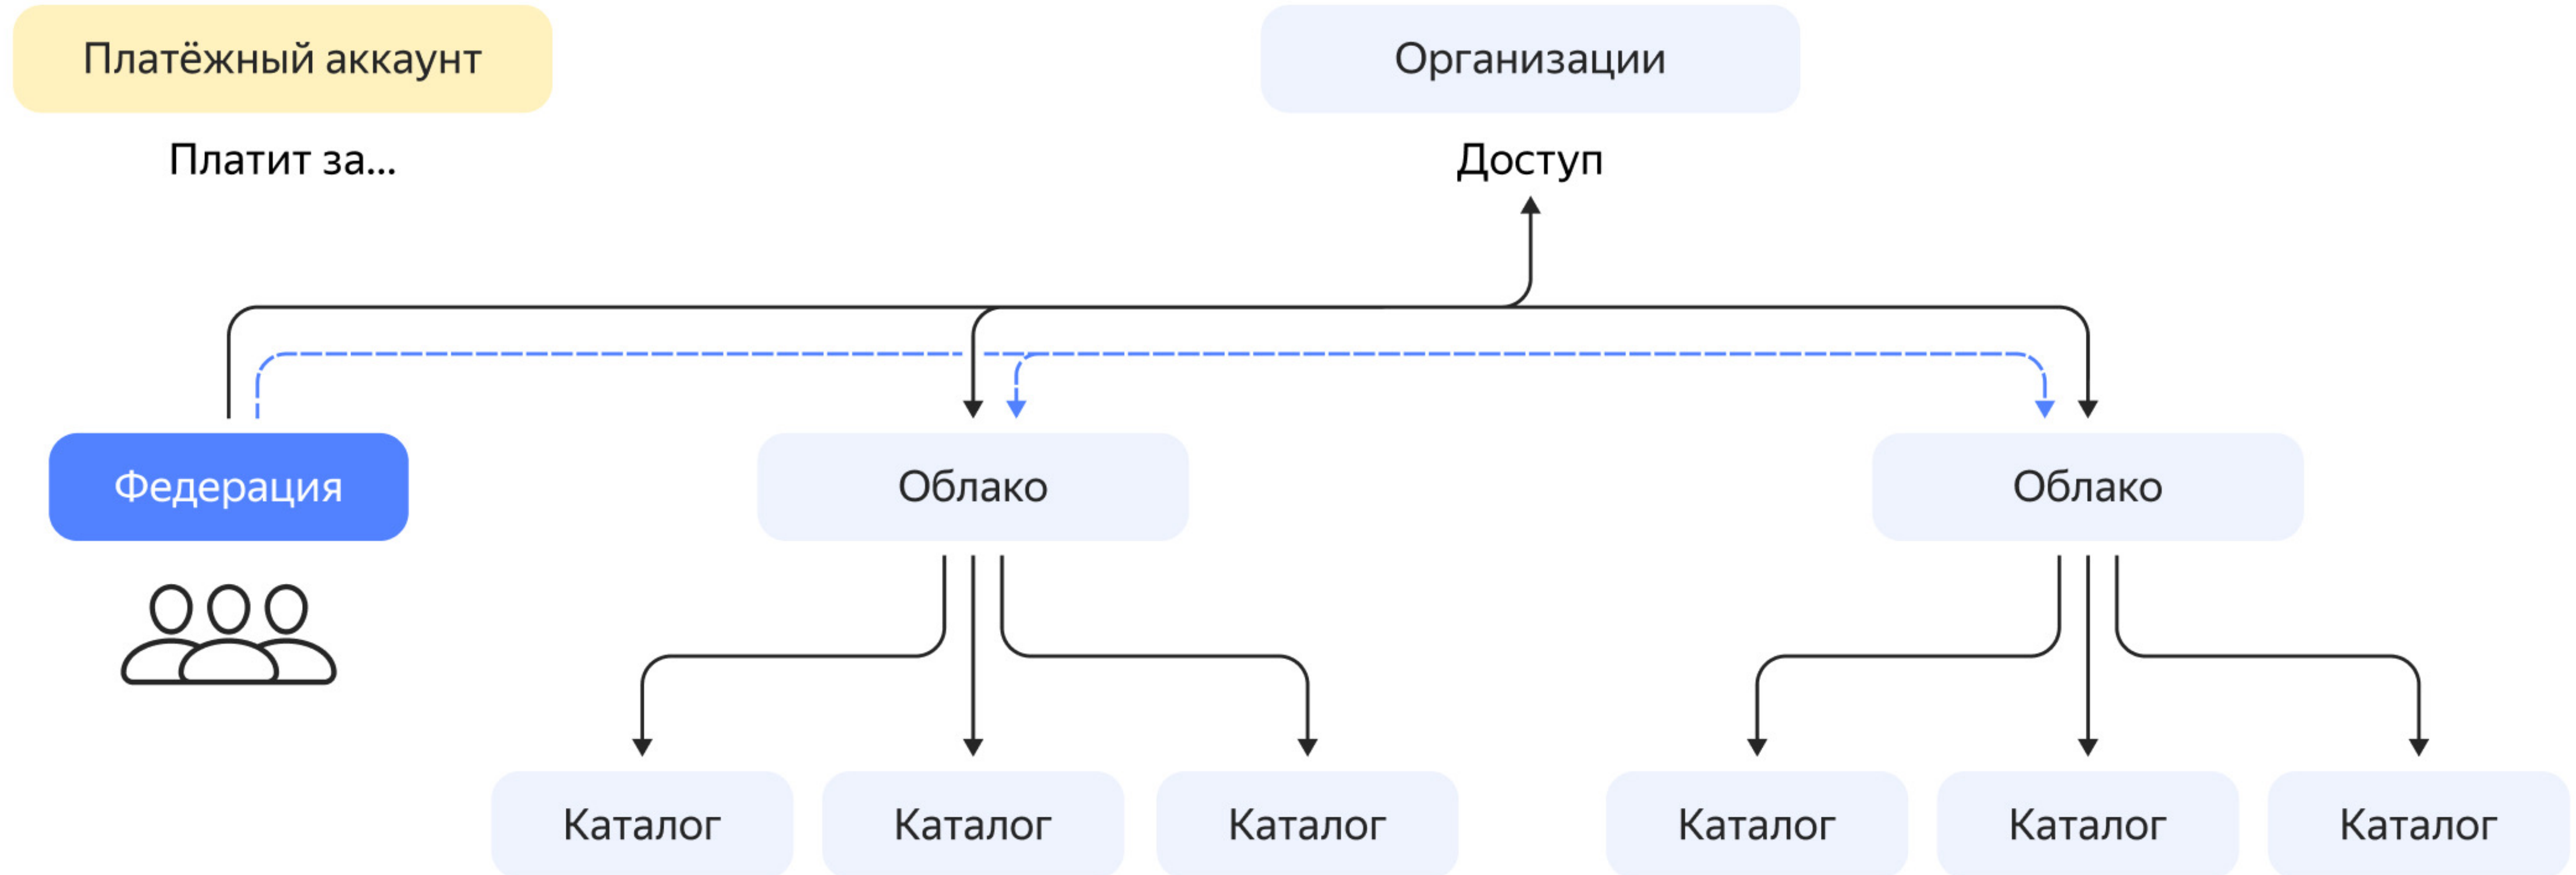 Платёжный аккаунт
Организации
Платит за...
Доступ
Федерация
Облако
Облако
Каталог
Каталог
Каталог
Каталог
Каталог
Каталог